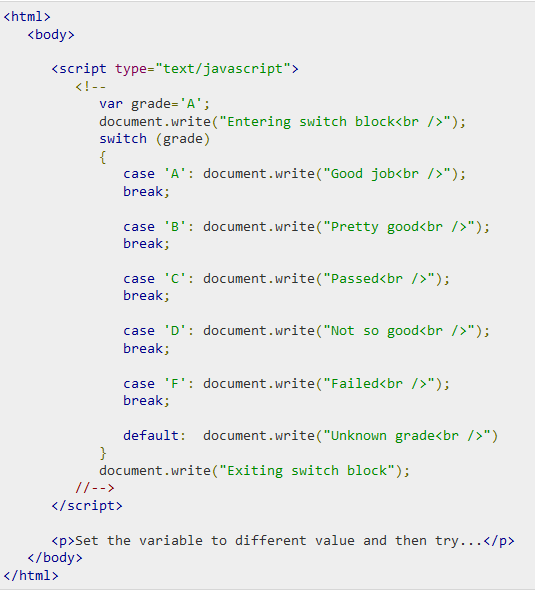 <html>
<body>
<script type="text/javascript">
<!--
var grade='A';
document.write("Entering switch block<br />");
switch (grade)
{
case 'A': document.write("Good job<br />");
break;
case 'B': document.write("Pretty good<br />");
break;
case 'C': document.write("Passed<br />");
break;
case 'D': document.write("Not so good<br />");
break;
case 'F': document.write("Failed<br />");
break;
default:  document.write("Unknown grade<br />")
}
document.write("Exiting switch block");
//-->
</script>
<p>Set the variable to different value and then try...</p>
</body>
</html>